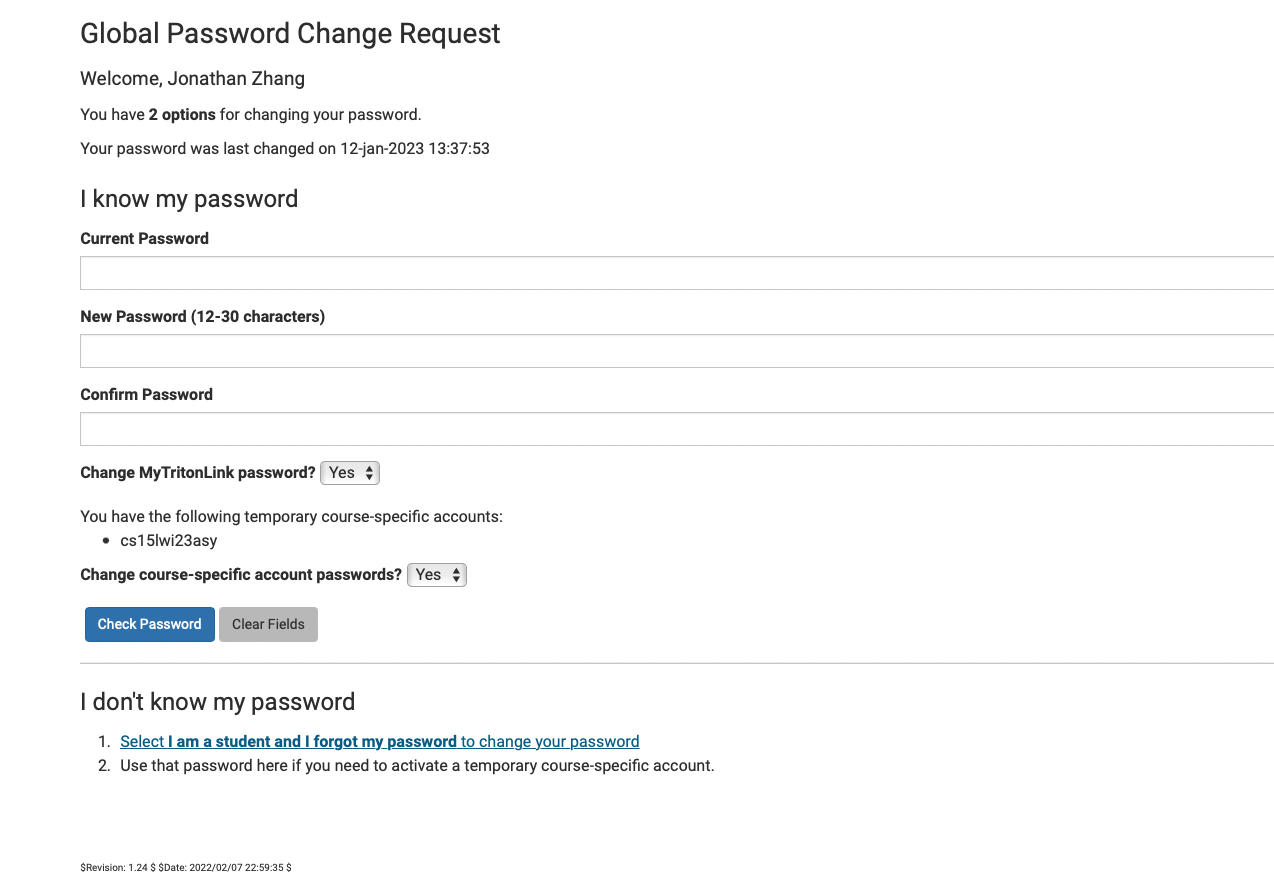 Global Password Change Request
Welcome, Jonathan Zhang
You have 2 options for changing your password.
Your password was last changed on 12-jan-2023 13:37:53
I know my password
Current Password
New Password (12-30 characters)
Confirm Password
Change MyTritonLink password? Yes
You have the following temporary course-specific accounts:
• cs15lwi23asy
Change course-specific account passwords? Yes
Check Password Clear Fields
I don't know my password
1. Select I am a student and I forgot my password to change your password
2. Use that password here if you need to activate a temporary course-specific account.
$Revision: 1.24 $ $Date: 2022/02/07 22:59:35 $